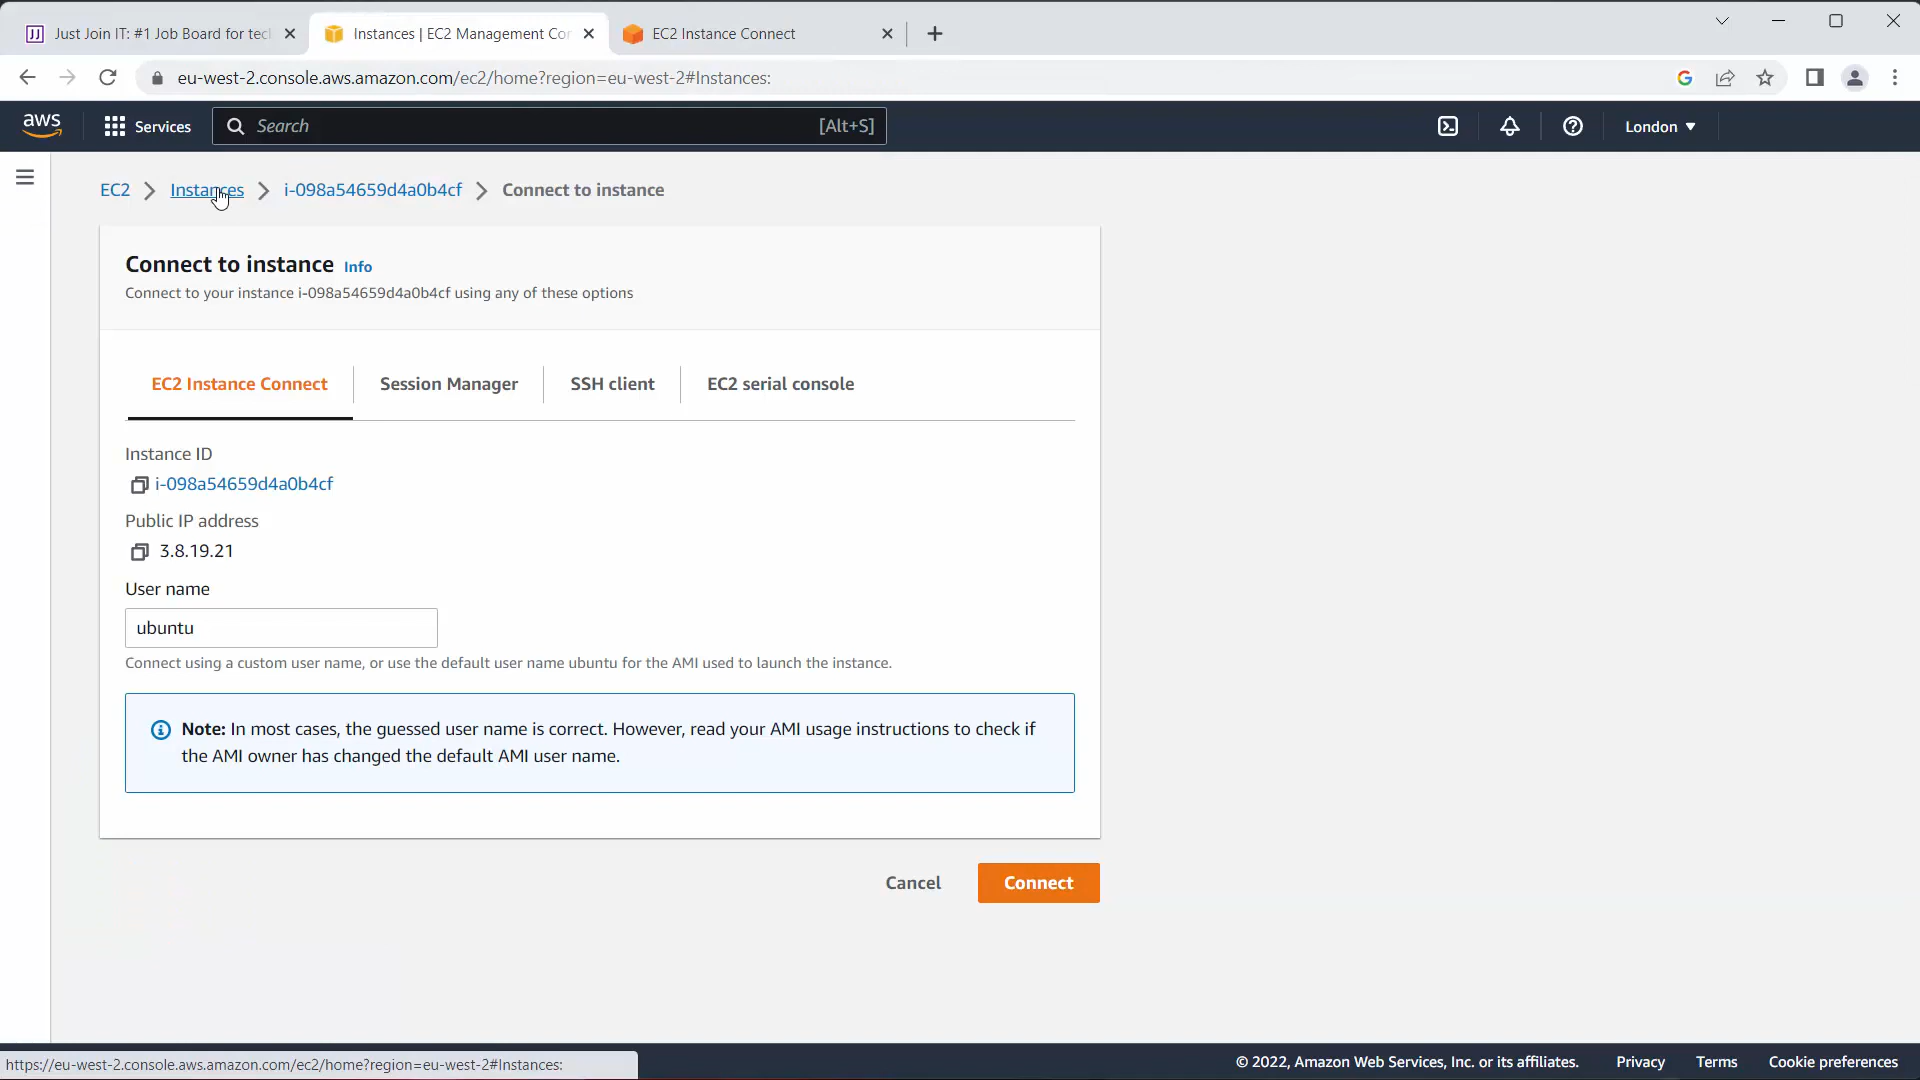 Just Join IT: #1 Job Board for tec
Instances | EC2 Management Cor
EC2 Instance Connect
eu-west-2.console.aws.amazon.com/ec2/home?region=eu-west-2#Instances:
aws
Services
Search
[Alt+S]
London
EC2
Instances
i-098a54659d4a0b4cf
Connect to instance
Connect to instance Info
Connect to your instance i-098a54659d4a0b4cf using any of these options
EC2 Instance Connect
Session Manager
SSH client
EC2 serial console
Instance ID
i-098a54659d4a0b4cf
Public IP address
3.8.19.21
User name
ubuntu
Connect using a custom user name, or use the default user name ubuntu for the AMI used to launch the instance.
Note: In most cases, the guessed user name is correct. However, read your AMI usage instructions to check if
the AMI owner has changed the default AMI user name.
Cancel
Connect
https://eu-west-2.console.aws.amazon.com/ec2/home?region=eu-west-2#Instances:
© 2022, Amazon Web Services, Inc. or its affiliates.
Privacy
Terms
Cookie preferences